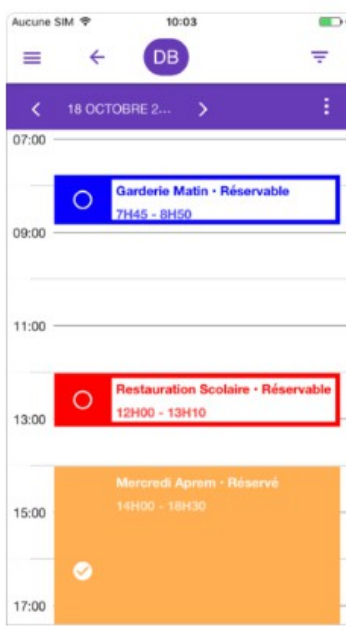 Aucune SIM 10:03
DB
18 OCTOBRE 2...
07:00
Garderie Matin • Réservable
7H45 - 8H50
09:00
11:00
Restauration Scolaire • Réservable
12H00 - 13H10
13:00
Mercredi Aprem • Réservé
14H00 - 18H30
15:00
17:00